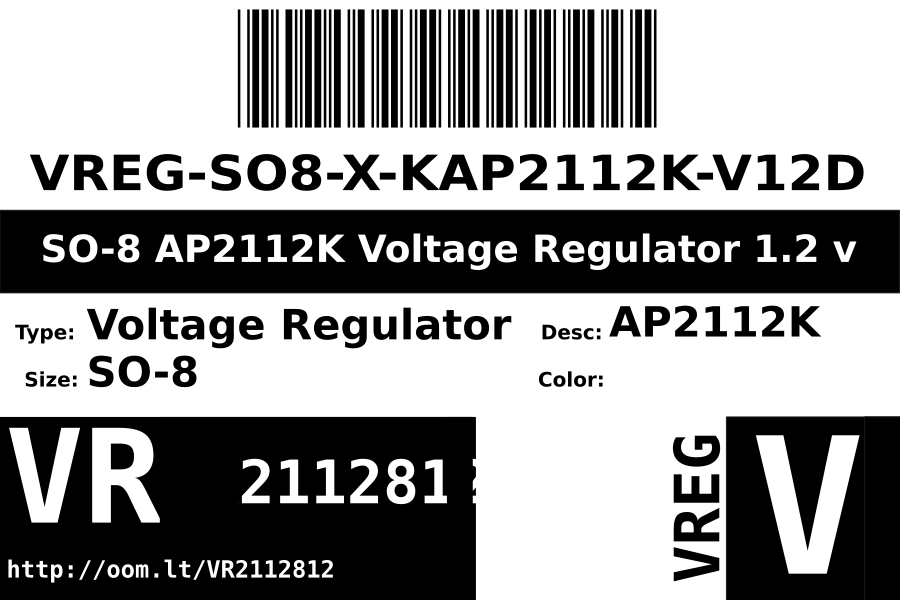 VREG-SO8-X-KAP2112K-V12D
SO-8 AP2112K Voltage Regulator 1.2 v
Type: Voltage Regulator Desc: AP2112K
Size: SO-8 Color:
VR 211281
http://oom.lt/VR2112812
VREG V